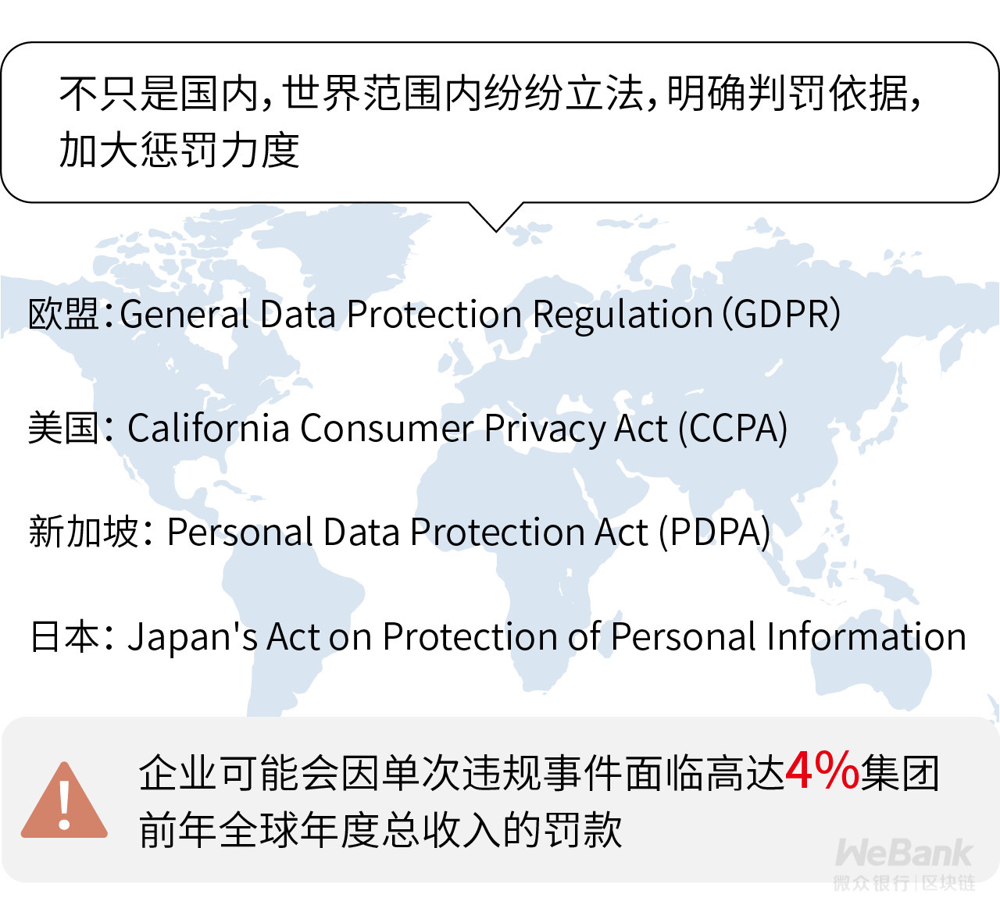 不只是国内，世界范围内纷纷立法，明确判罚依据，
加大惩罚力度
欧盟：General Data Protection Regulation（GDPR）
美国： California Consumer Privacy Act (CCPA)
新加坡： Personal Data Protection Act (PDPA)
日本： Japan's Act on Protection of Personal Information
企业可能会因单次违规事件面临高达4%集团
前年全球年度总收入的罚款
WeBank
微众银行|区块链